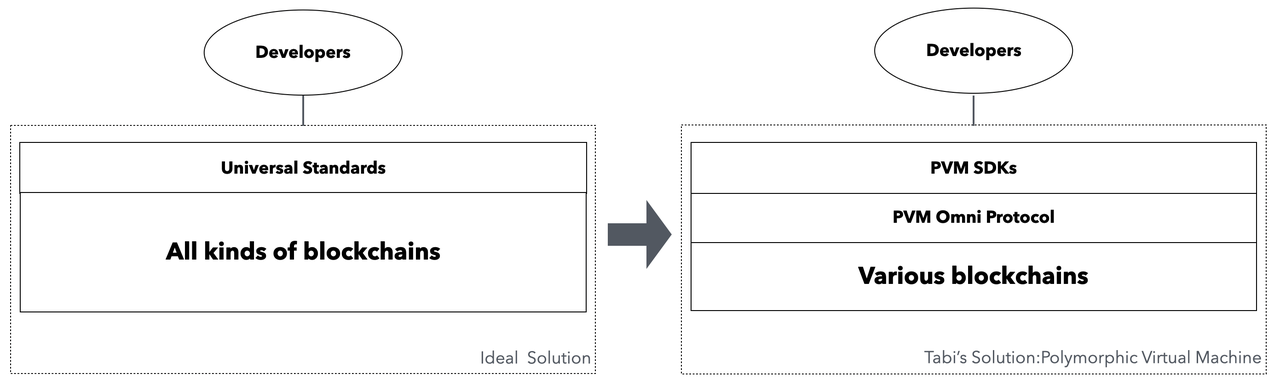 Developers
Universal Standards
All kinds of blockchains
Ideal Solution
Developers
PVM SDKs
PVM Omni Protocol
Various blockchains
Tabi's Solution:Polymorphic Virtual Machine